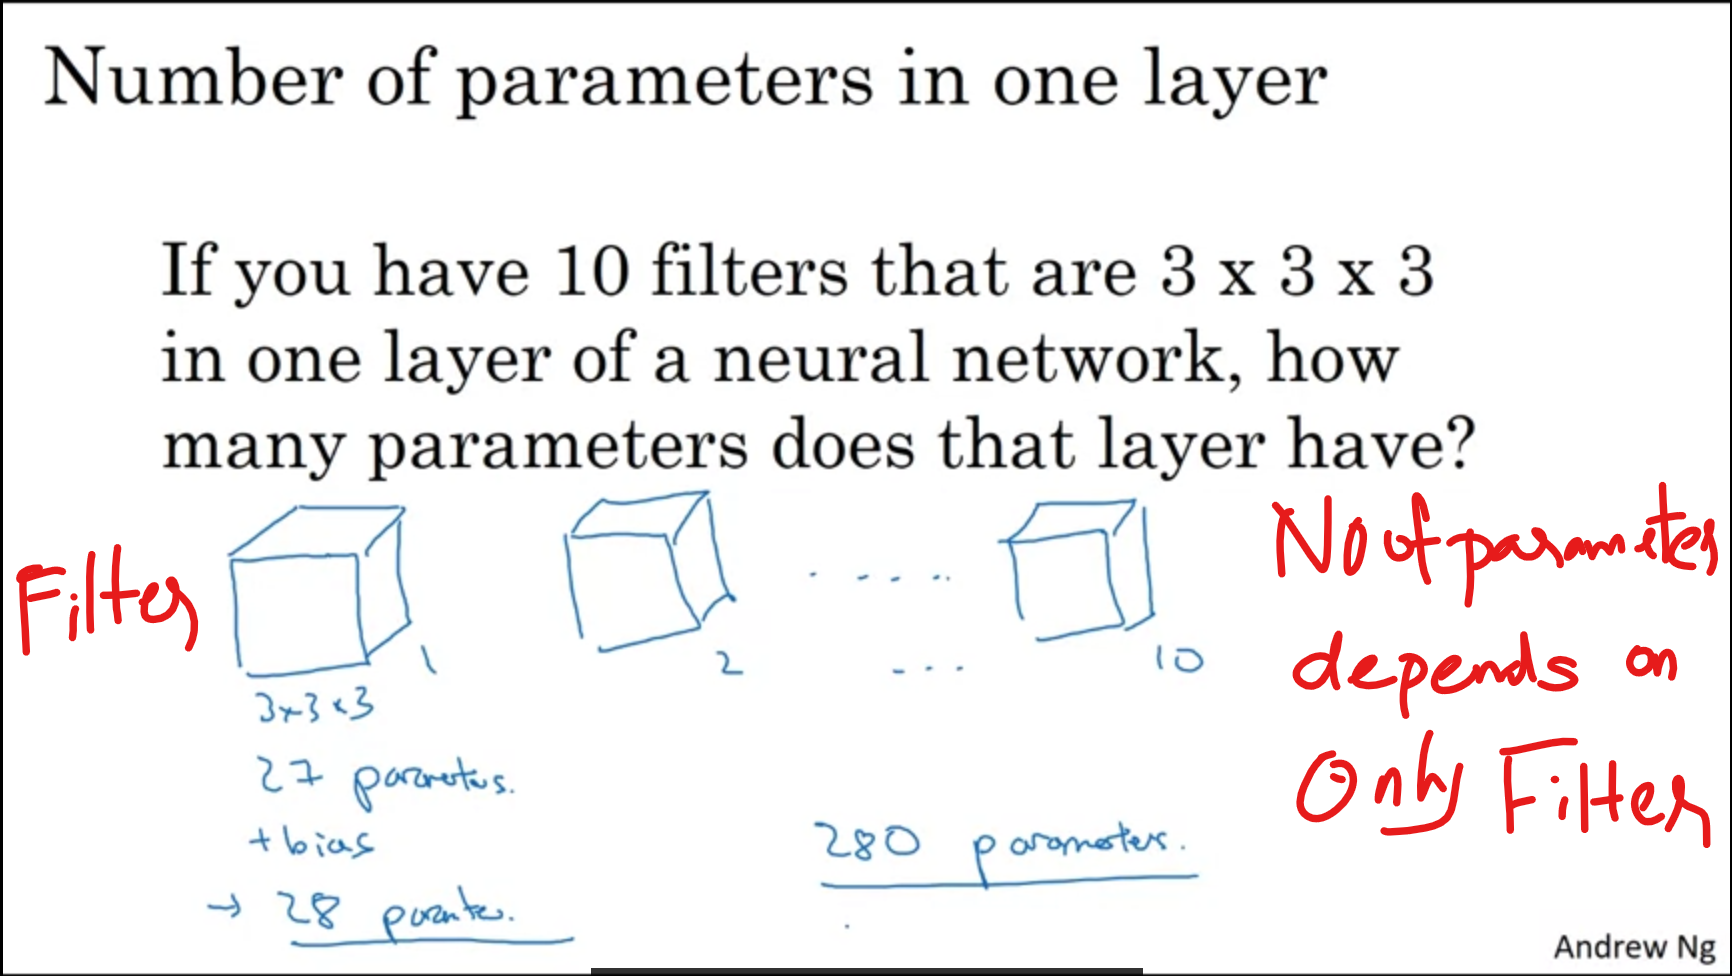 Number of parameters in one layer
If you have 10 filters that are 3 x 3 x 3
in one layer of a neural network, how
many parameters does that layer have?
Filter
1
2
.....
...
10
3x3x3
27 parameters.
+ bias
→ 28 paramters.
280 parameters.
No of parameters
depends on
Only Filter
Andrew Ng